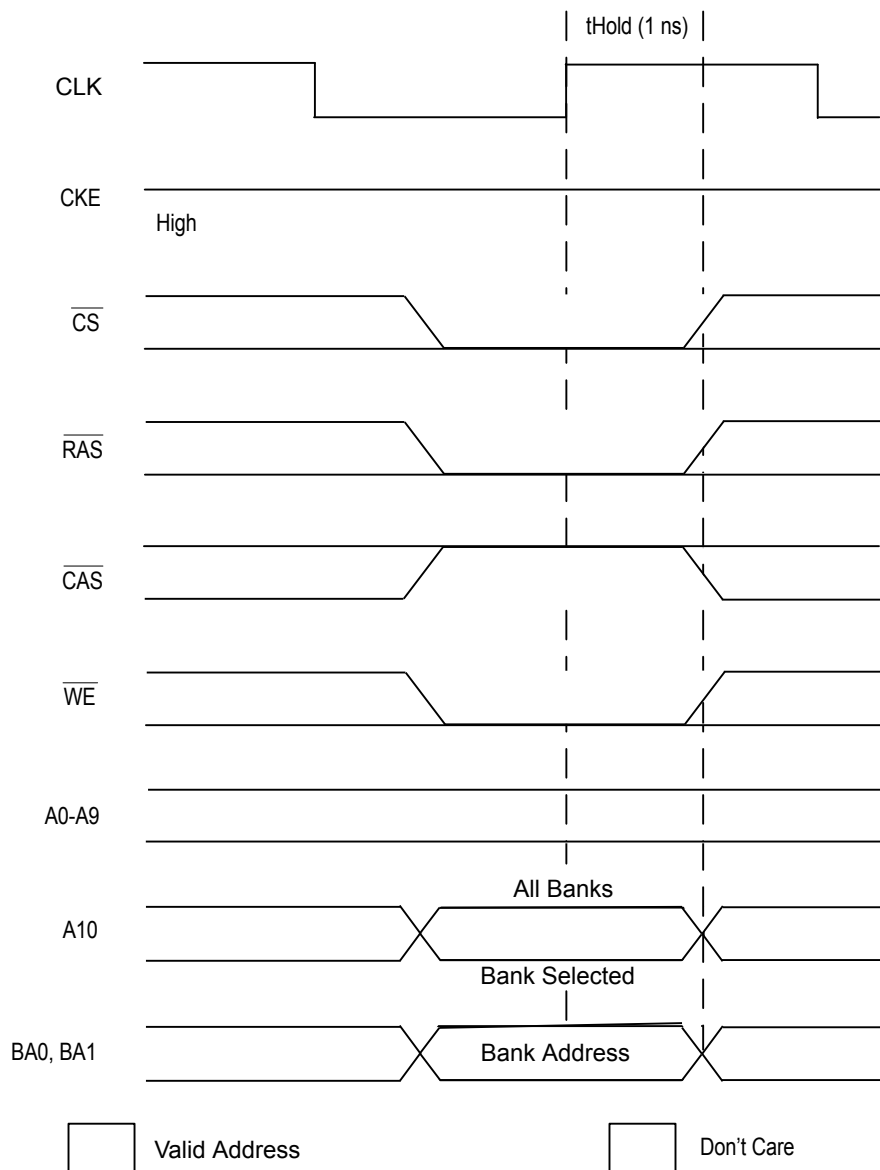 tHold (1 ns)
CLK
CKE
High
CS
RAS
CAS
WE
A0-A9
All Banks
A10
Bank Selected
BA0, BA1
Bank Address
Valid Address
Don't Care